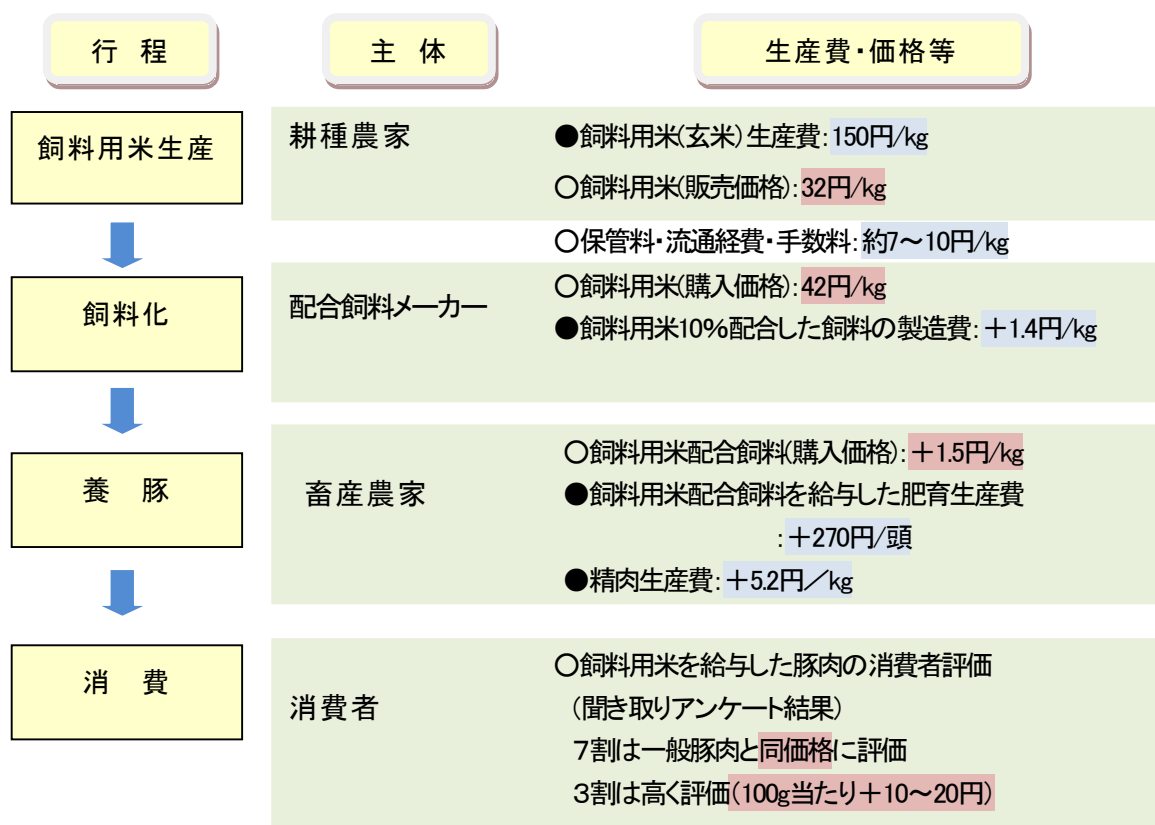 行 程 主 体 生産費・価格等
飼料用米生産
耕種農家
●飼料用米(玄米)生産費:150円/kg
○飼料用米(販売価格):32円/kg
○保管料・流通経費・手数料:約7～10円/kg
飼料化
配合飼料メーカー
○飼料用米(購入価格):42円/kg
●飼料用米10%配合した飼料の製造費:＋1.4円/kg
養 豚
畜産農家
○飼料用米配合飼料(購入価格):＋1.5円/kg
●飼料用米配合飼料を給与した肥育生産費
:＋270円/頭
●精肉生産費:＋5.2円／kg
消 費
消費者
○飼料用米を給与した豚肉の消費者評価
(聞き取りアンケート結果)
７割は一般豚肉と同価格に評価
３割は高く評価(100g当たり＋10～20円)